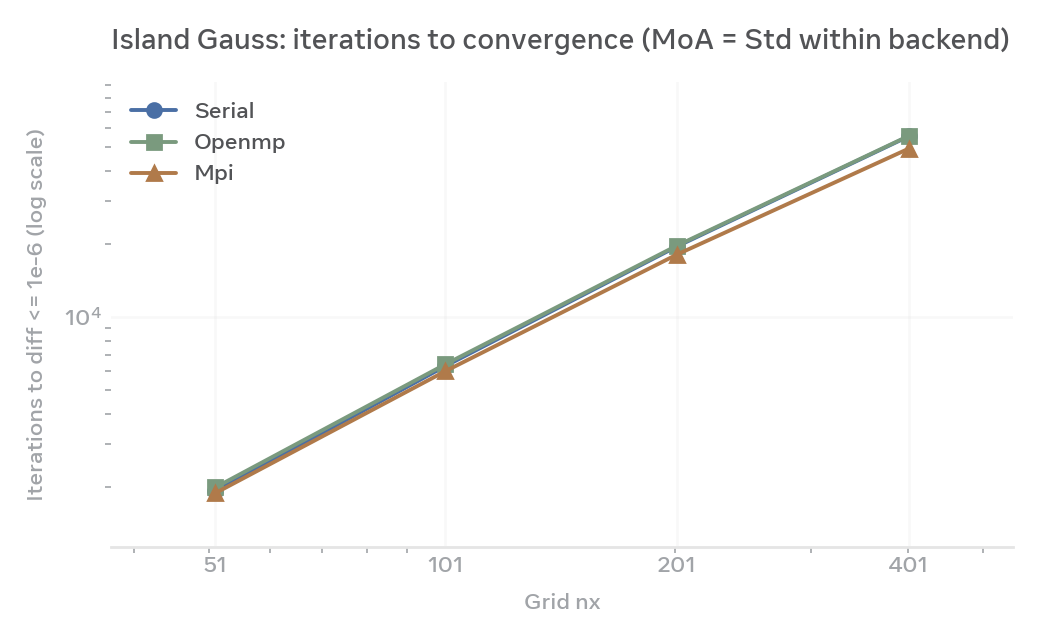 Island Gauss: iterations to convergence (MoA = Std within backend)
Serial
Openmp
Mpi
Iterations to diff <= 1e-6 (log scale)
10⁴
51 101 201 401
Grid nx